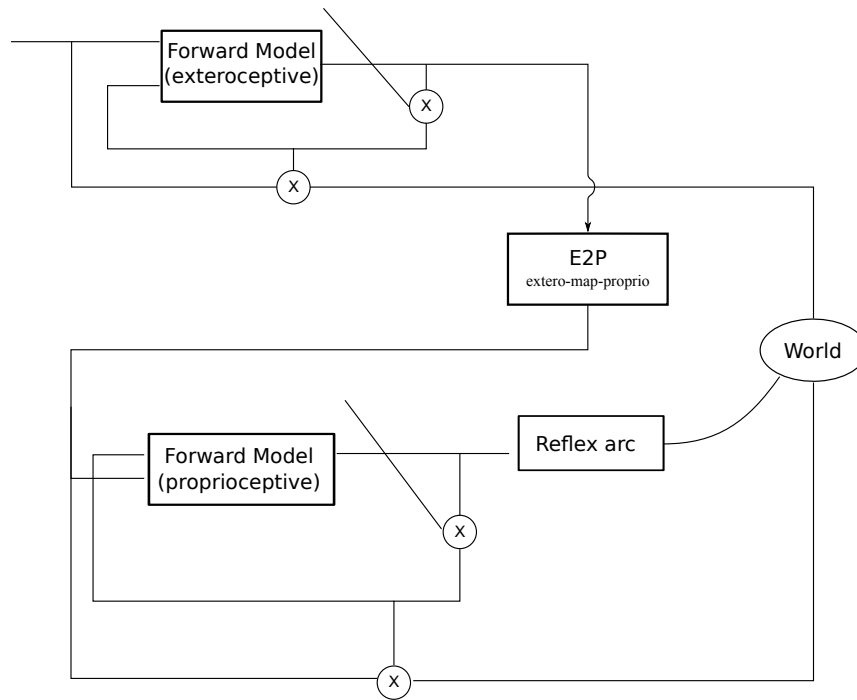 Forward Model
(exteroceptive)
X
X
E2P
extero-map-proprio
World
Forward Model
(proprioceptive)
Reflex arc
X
X